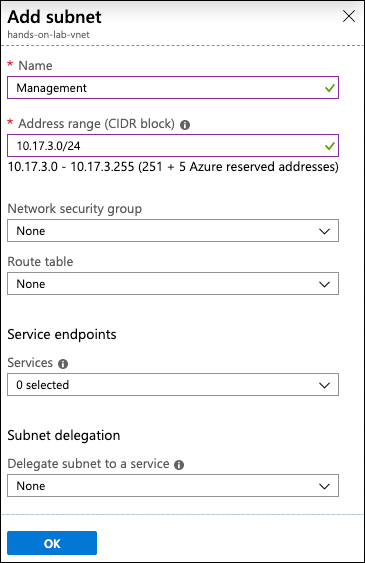 Add subnet
hands-on-lab-vnet
* Name
Management
* Address range (CIDR block)
10.17.3.0/24
10.17.3.0 - 10.17.3.255 (251 + 5 Azure reserved addresses)
Network security group
None
Route table
None
Service endpoints
Services
0 selected
Subnet delegation
Delegate subnet to a service
None
OK